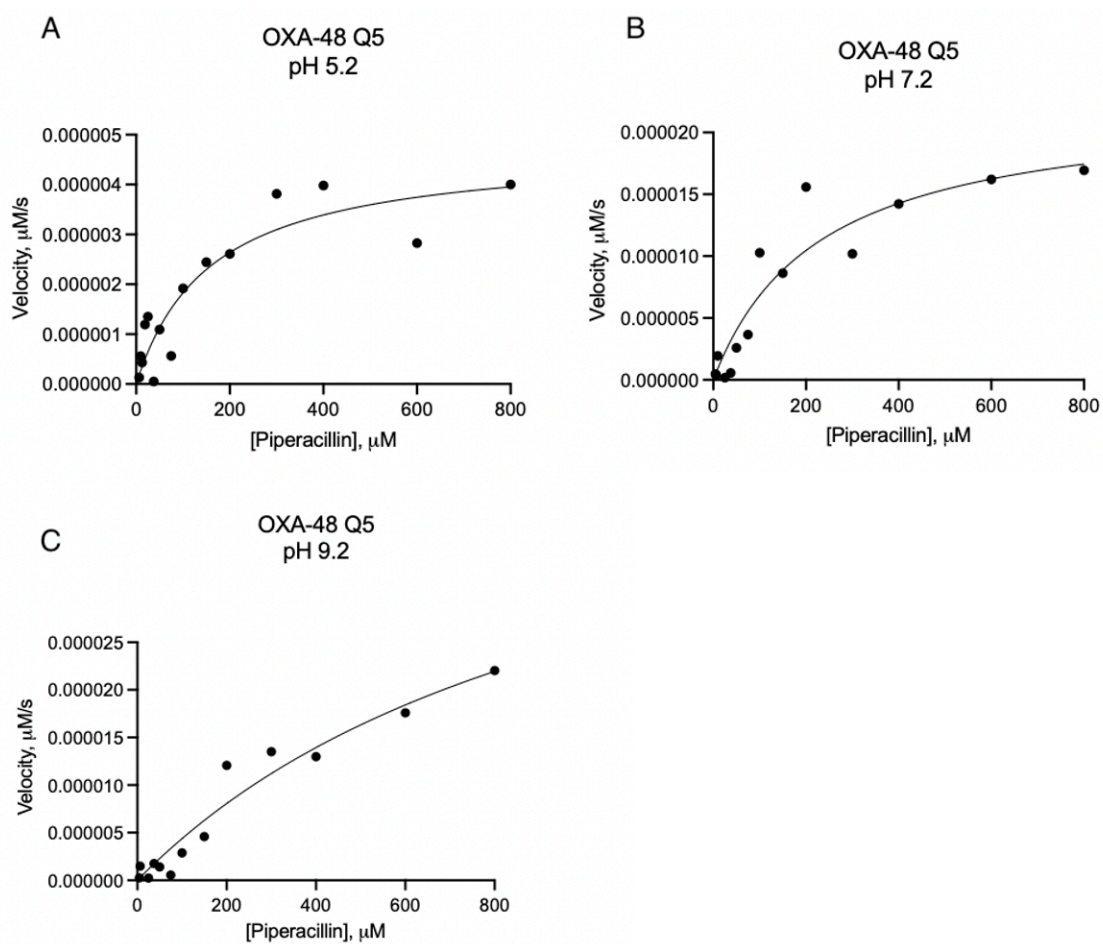 A
OXA-48 Q5
pH 5.2
Velocity, μM/s
0.000005
0.000004
0.000003
0.000002
0.000001
0.000000
0 200 400 600 800
[Piperacillin], μM
B
OXA-48 Q5
pH 7.2
Velocity, μM/s
0.000020
0.000015
0.000010
0.000005
0.000000
0 200 400 600 800
[Piperacillin], μM
C
OXA-48 Q5
pH 9.2
Velocity, μM/s
0.000025
0.000020
0.000015
0.000010
0.000005
0.000000
0 200 400 600 800
[Piperacillin], μM